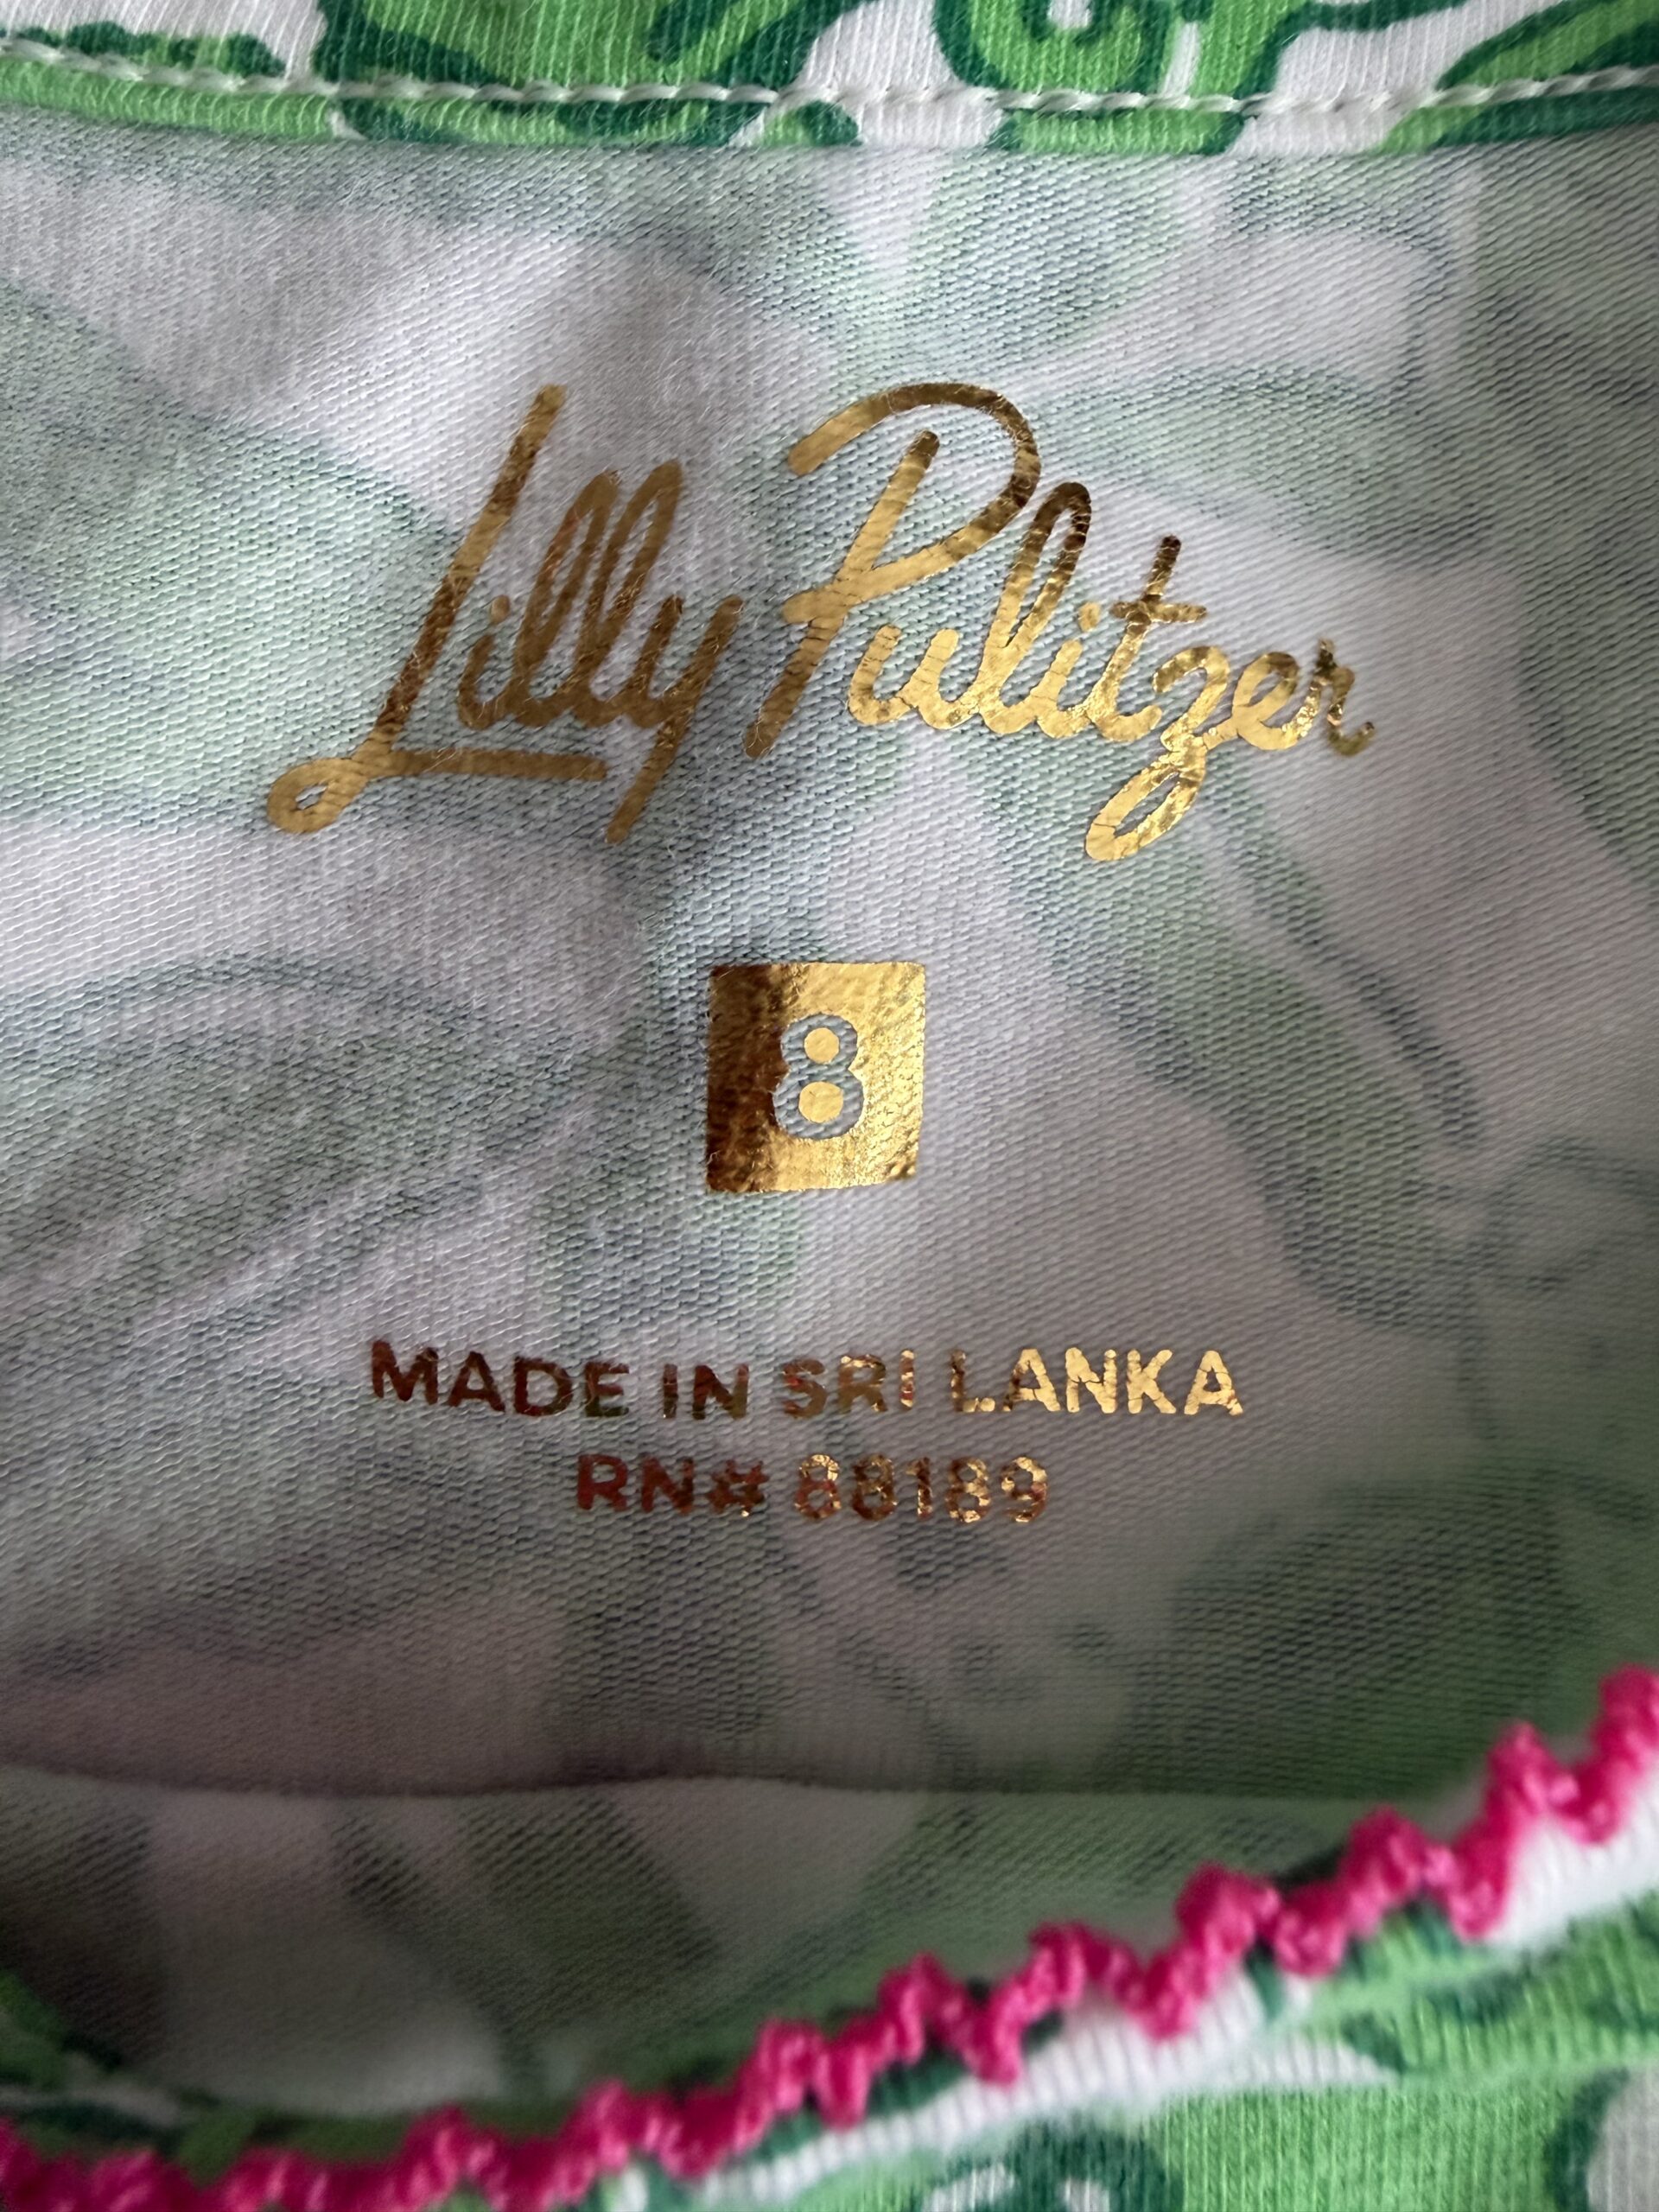 Lilly Pulitzer
8
MADE IN SRI LANKA
RN# 88189